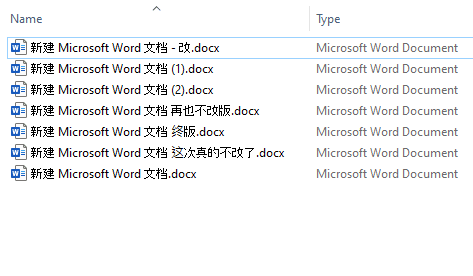 Name Type
新建 Microsoft Word 文档 - 改.docx Microsoft Word Document
新建 Microsoft Word 文档 (1).docx Microsoft Word Document
新建 Microsoft Word 文档 (2).docx Microsoft Word Document
新建 Microsoft Word 文档 再也不改版.docx Microsoft Word Document
新建 Microsoft Word 文档 终版.docx Microsoft Word Document
新建 Microsoft Word 文档 这次真的不改了.docx Microsoft Word Document
新建 Microsoft Word 文档.docx Microsoft Word Document